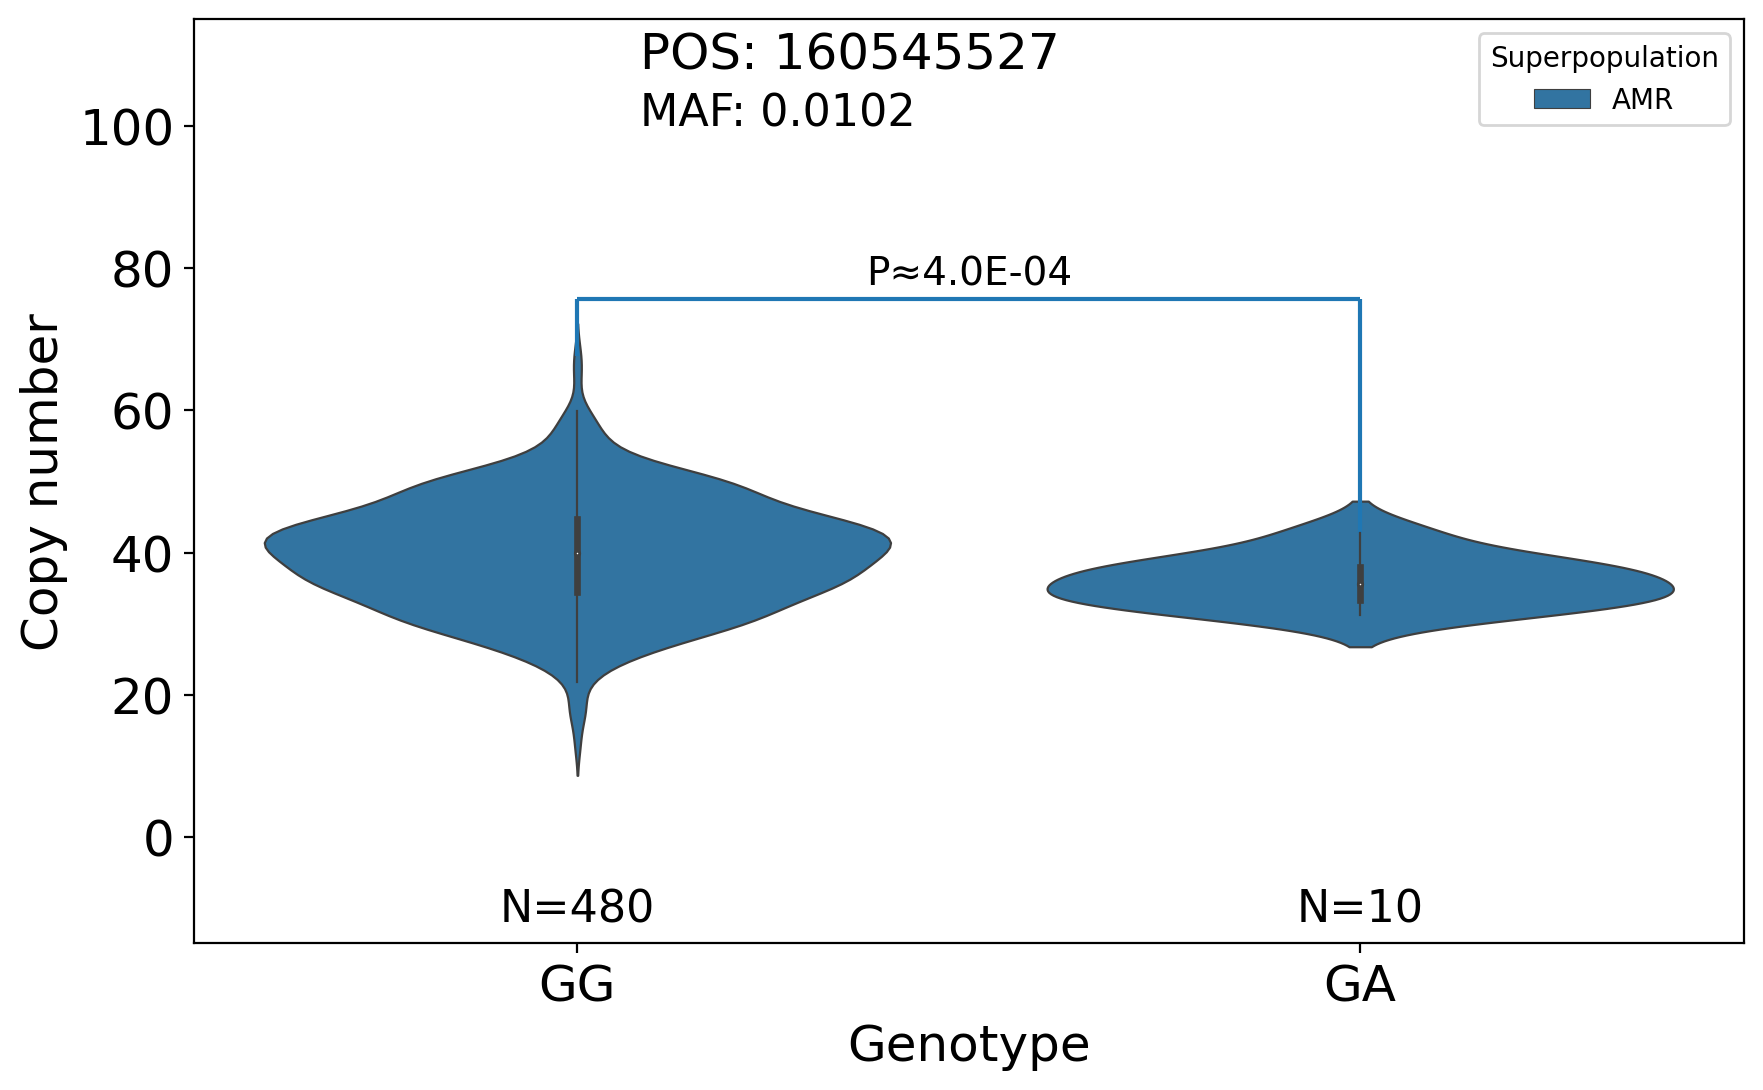 POS: 160545527
MAF: 0.0102
Superpopulation
AMR
P≈4.0E-04
100
80
60
40
20
0
Copy number
N=480
N=10
GG
GA
Genotype